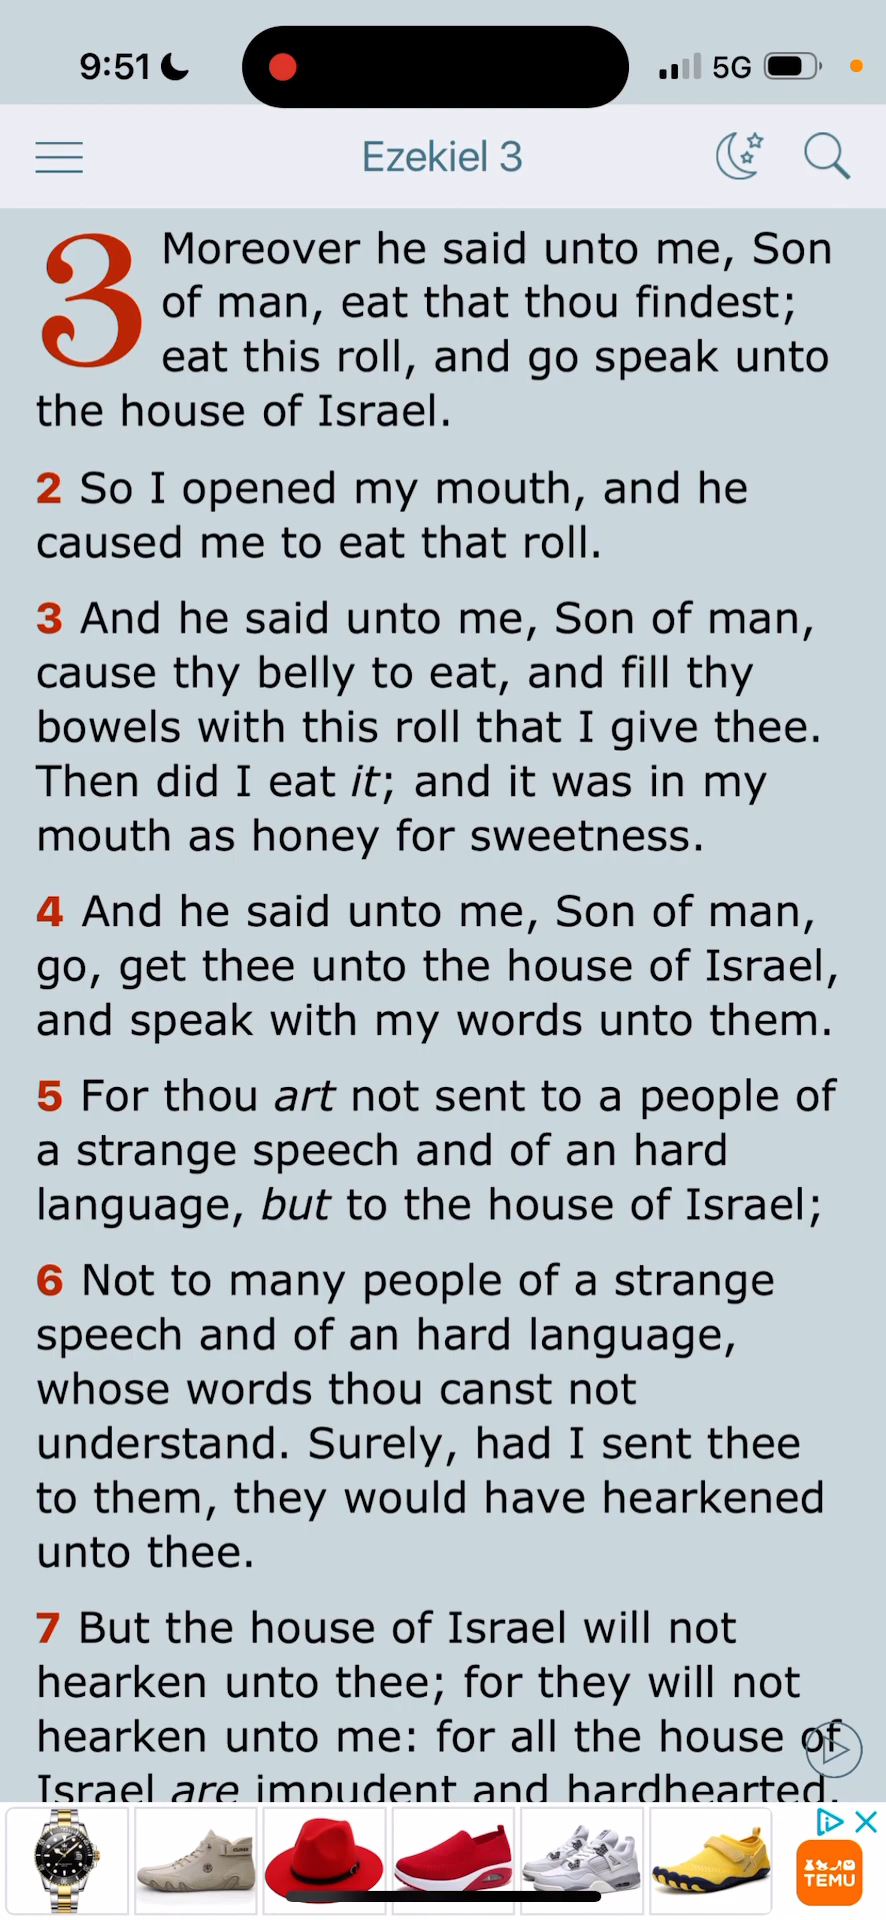 9:51
5G
Ezekiel 3
3 Moreover he said unto me, Son
of man, eat that thou findest;
eat this roll, and go speak unto
the house of Israel.
2 So I opened my mouth, and he
caused me to eat that roll.
3 And he said unto me, Son of man,
cause thy belly to eat, and fill thy
bowels with this roll that I give thee.
Then did I eat it; and it was in my
mouth as honey for sweetness.
4 And he said unto me, Son of man,
go, get thee unto the house of Israel,
and speak with my words unto them.
5 For thou art not sent to a people of
a strange speech and of an hard
language, but to the house of Israel;
6 Not to many people of a strange
speech and of an hard language,
whose words thou canst not
understand. Surely, had I sent thee
to them, they would have hearkened
unto thee.
7 But the house of Israel will not
hearken unto thee; for they will not
hearken unto me: for all the house of
Israel are impudent and hardhearted.
TEMU